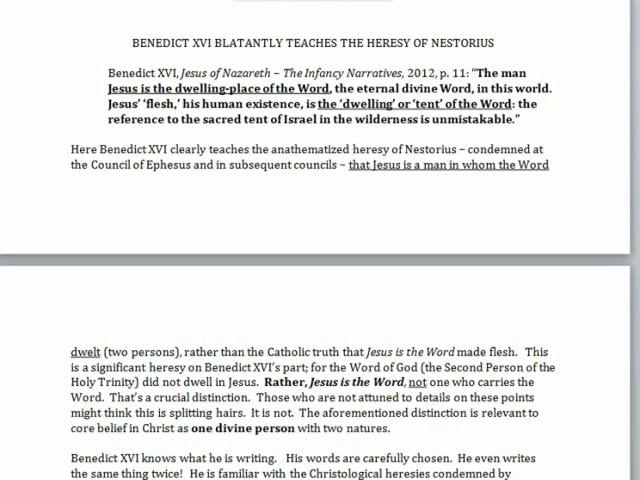 BENEDICT XVI BLATANTLY TEACHES THE HERESY OF NESTORIUS
Benedict XVI, Jesus of Nazareth – The Infancy Narratives, 2012, p. 11: “The man
Jesus is the dwelling-place of the Word, the eternal divine Word, in this world.
Jesus’ ‘flesh,’ his human existence, is the ‘dwelling’ or ‘tent’ of the Word: the
reference to the sacred tent of Israel in the wilderness is unmistakable.”
Here Benedict XVI clearly teaches the anathematized heresy of Nestorius – condemned at
the Council of Ephesus and in subsequent councils – that Jesus is a man in whom the Word
dwelt (two persons), rather than the Catholic truth that Jesus is the Word made flesh. This
is a significant heresy on Benedict XVI’s part; for the Word of God (the Second Person of the
Holy Trinity) did not dwell in Jesus. Rather, Jesus is the Word, not one who carries the
Word. That’s a crucial distinction. Those who are not attuned to details on these points
might think this is splitting hairs. It is not. The aforementioned distinction is relevant to
core belief in Christ as one divine person with two natures.
Benedict XVI knows what he is writing. His words are carefully chosen. He even writes
the same thing twice! He is familiar with the Christological heresies condemned by